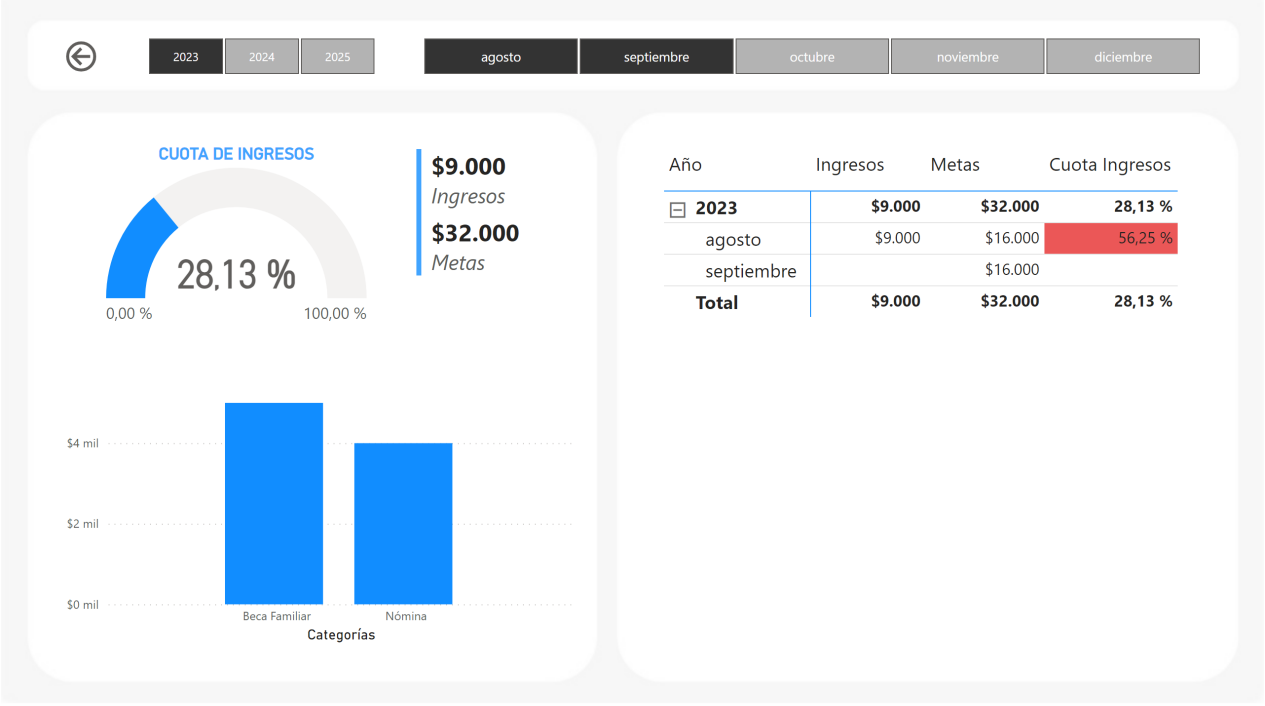 2023 2024 2025 agosto septiembre octubre noviembre diciembre
CUOTA DE INGRESOS
28,13 %
0,00 % 100,00 %
$9.000
Ingresos
$32.000
Metas
$4 mil
$2 mil
$0 mil
Beca Familiar Nómina
Categorías
Año Ingresos Metas Cuota Ingresos
2023 $9.000 $32.000 28,13 %
agosto $9.000 $16.000 56,25 %
septiembre $16.000
Total $9.000 $32.000 28,13 %